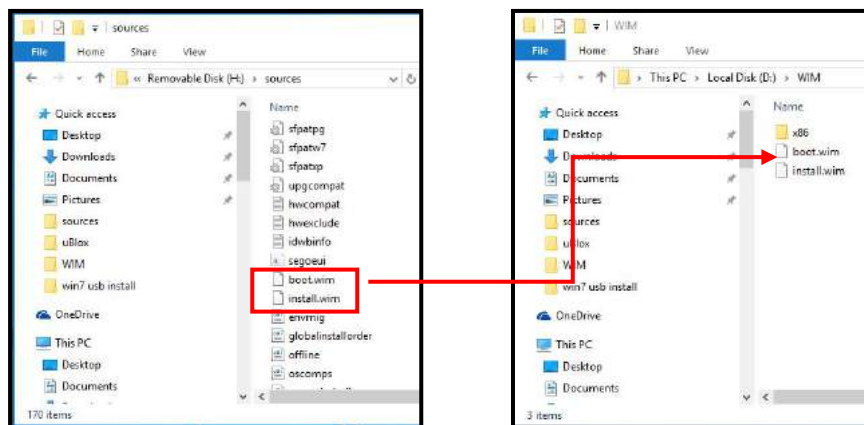 sources
File Home Share View
« Removable Disk (H:) › sources
Quick access
Desktop
Downloads
Documents
Pictures
sources
uBlox
WIM
win7 usb install
OneDrive
This PC
Desktop
Documents
Name
sfpatpg
sfpatw7
sfpatxp
upgcompat
hwcompat
hwexclude
idwbinfo
segoeui
boot.wim
install.wim
envmig
globalinstallorder
offline
oscomps
170 items
WIM
File Home Share View
› This PC › Local Disk (D:) › WIM
Quick access
Desktop
Downloads
Documents
Pictures
sources
uBlox
WIM
win7 usb install
OneDrive
This PC
Desktop
Documents
Name
x86
boot.wim
install.wim
3 items